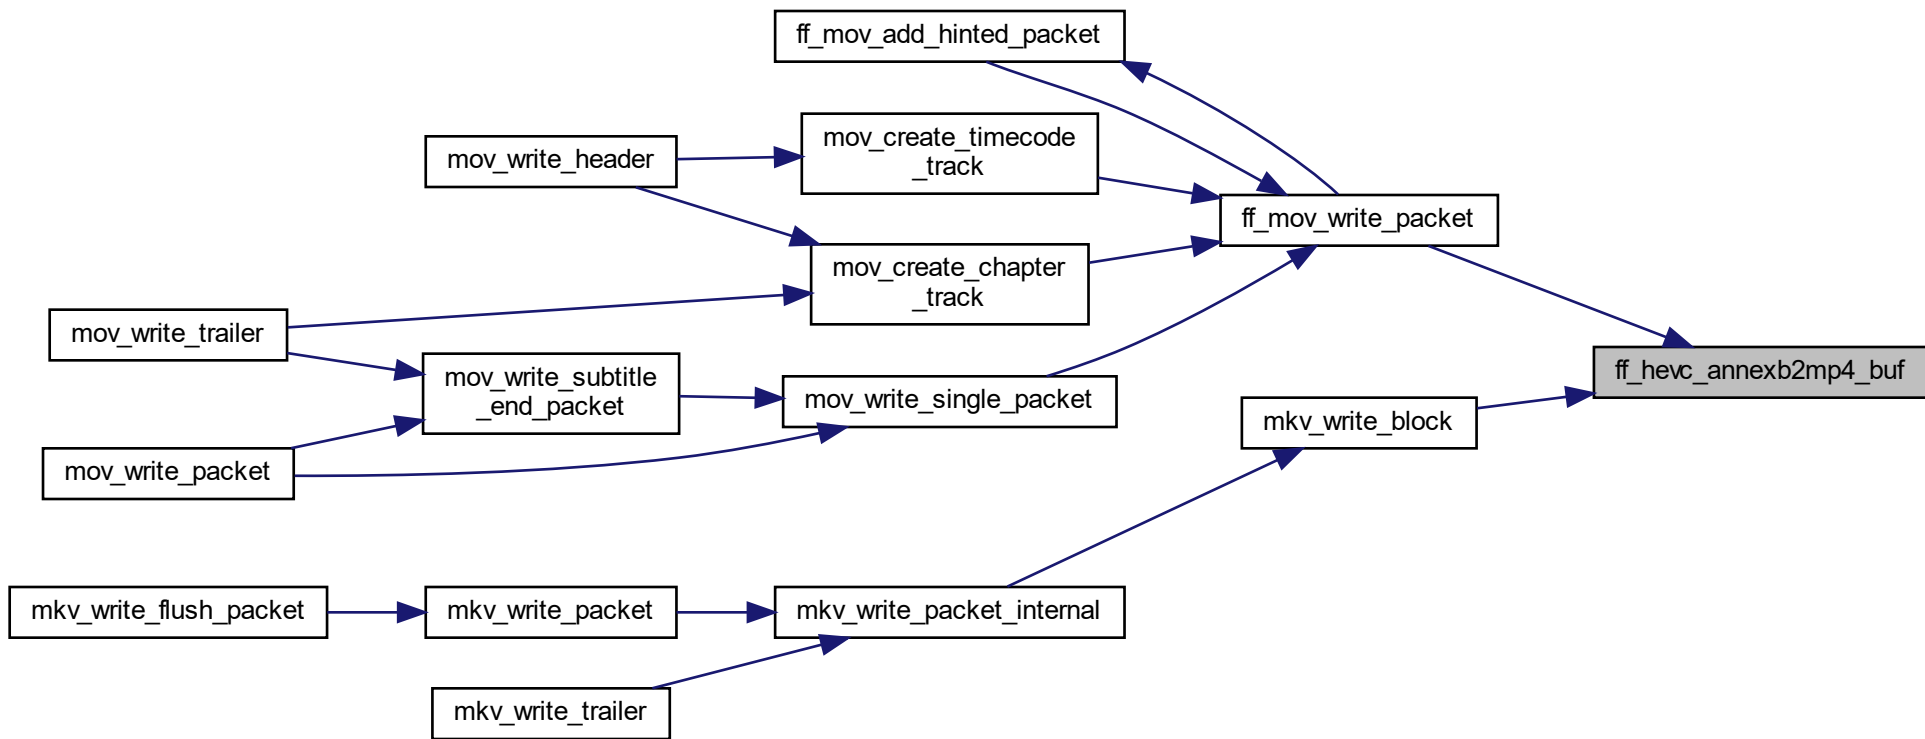 ff_mov_add_hinted_packet
mov_create_timecode
_track
mov_write_header
ff_mov_write_packet
mov_create_chapter
_track
mov_write_trailer
mov_write_subtitle
_end_packet
mov_write_single_packet
ff_hevc_annexb2mp4_buf
mkv_write_block
mov_write_packet
mkv_write_flush_packet
mkv_write_packet
mkv_write_packet_internal
mkv_write_trailer